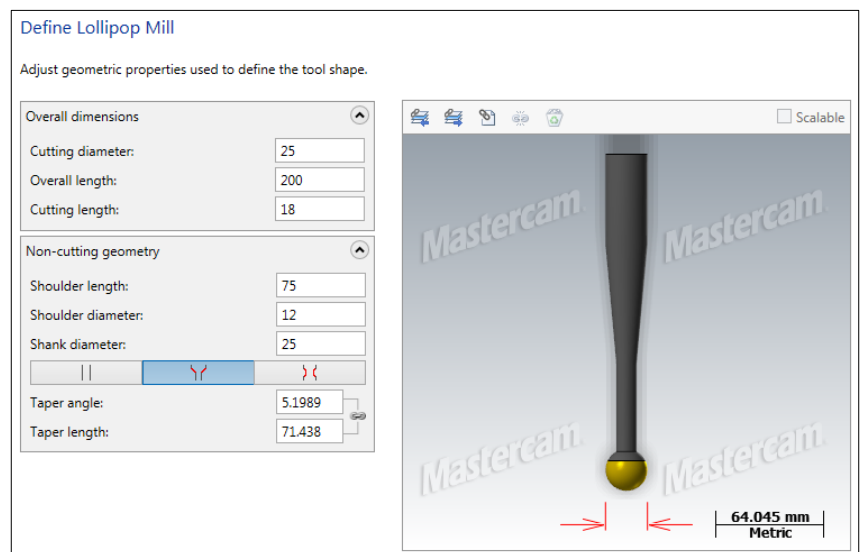 Define Lollipop Mill
Adjust geometric properties used to define the tool shape.
Overall dimensions
Cutting diameter: 25
Overall length: 200
Cutting length: 18
Non-cutting geometry
Shoulder length: 75
Shoulder diameter: 12
Shank diameter: 25
Taper angle: 5.1989
Taper length: 71.438
Scalable
Mastercam. Mastercam.
Mastercam. Mastercam.
64.045 mm
Metric